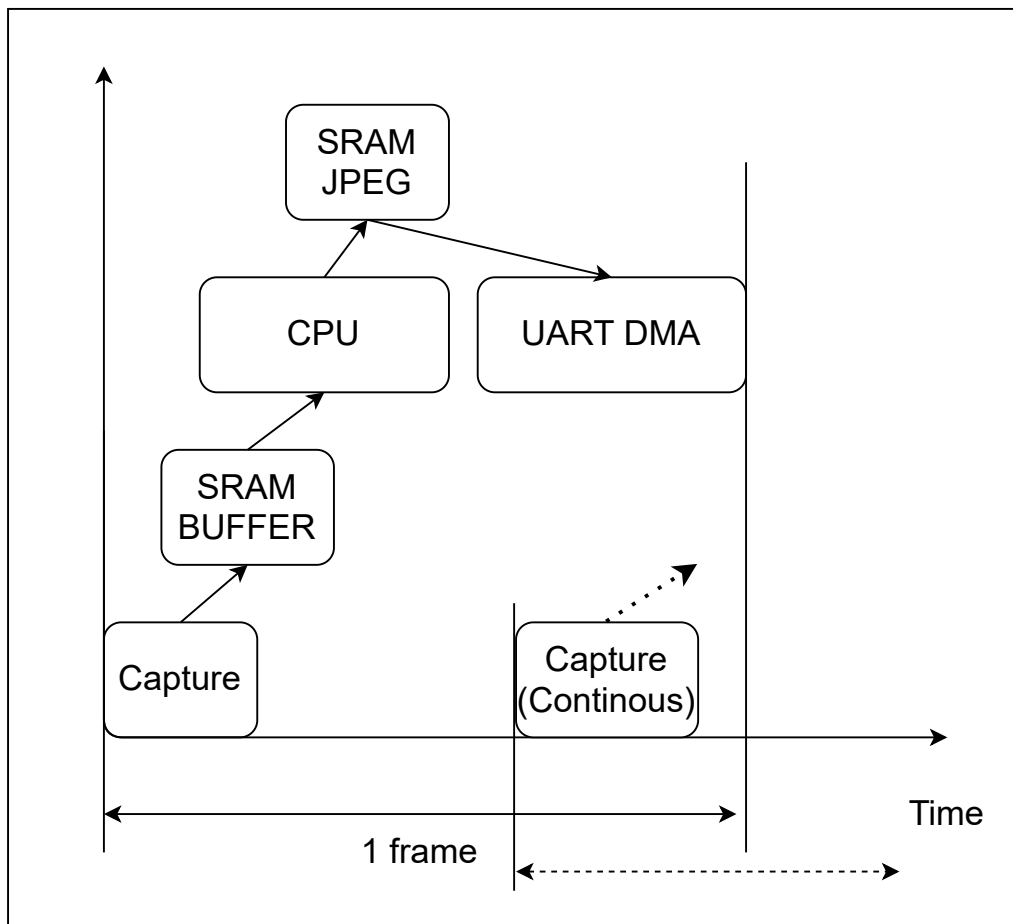 SRAM
JPEG
CPU
UART DMA
SRAM
BUFFER
Capture
Capture
(Continous)
Time
1 frame